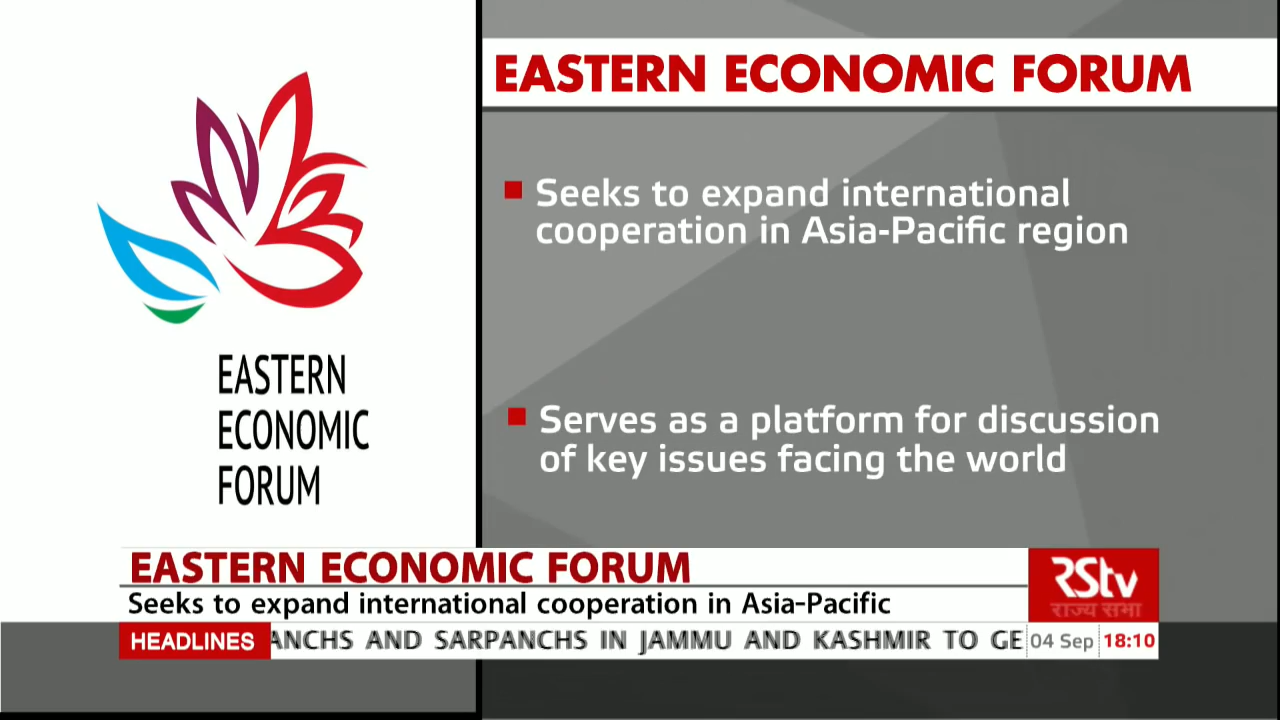 EASTERN ECONOMIC FORUM
Seeks to expand international
cooperation in Asia-Pacific region
Serves as a platform for discussion
of key issues facing the world
EASTERN
ECONOMIC
FORUM
EASTERN ECONOMIC FORUM
Seeks to expand international cooperation in Asia-Pacific
RSTV
राज्य सभा
HEADLINES ANCHS AND SARPANCHS IN JAMMU AND KASHMIR TO GE 04 Sep 18:10